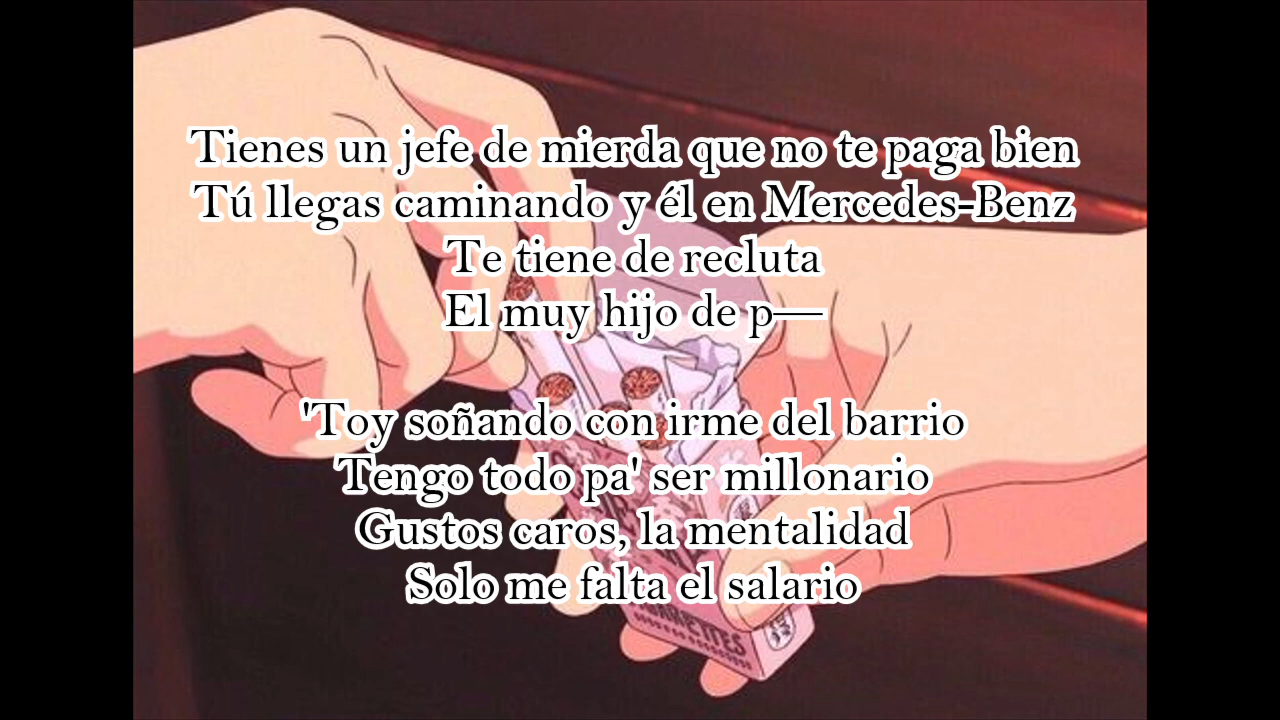 Tienes un jefe de mierda que no te paga bien
Tú llegas caminando y él en Mercedes-Benz
Te tiene de recluta
El muy hijo de p—
'Toy soñando con irme del barrio
Tengo todo pa' ser millonario
Gustos caros, la mentalidad
Solo me falta el salario